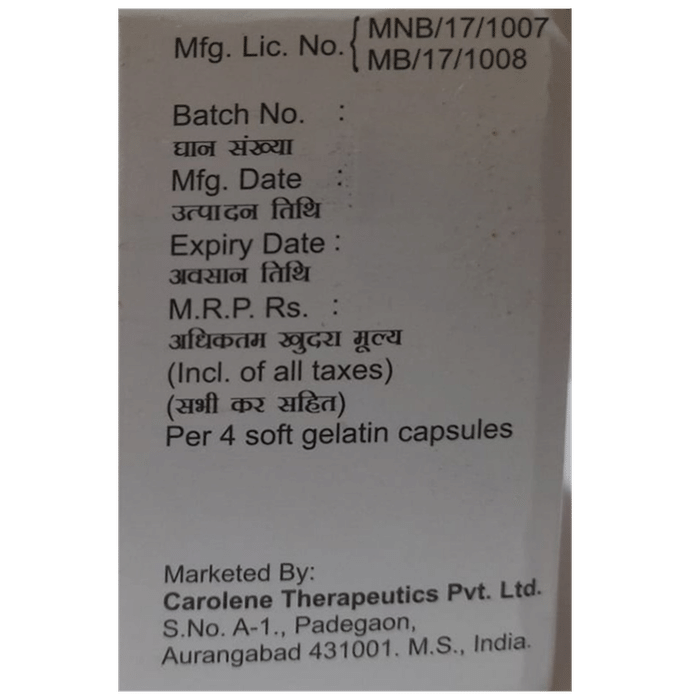 Mfg. Lic. No. { MNB/17/1007
MB/17/1008
Batch No. :
घान संख्या
Mfg. Date :
उत्पादन तिथि
Expiry Date :
अवसान तिथि
M.R.P. Rs. :
अधिकतम खुदरा मूल्य
(Incl. of all taxes)
(सभी कर सहित)
Per 4 soft gelatin capsules
Marketed By:
Carolene Therapeutics Pvt. Ltd.
S.No. A-1., Padegaon,
Aurangabad 431001. M.S., India.